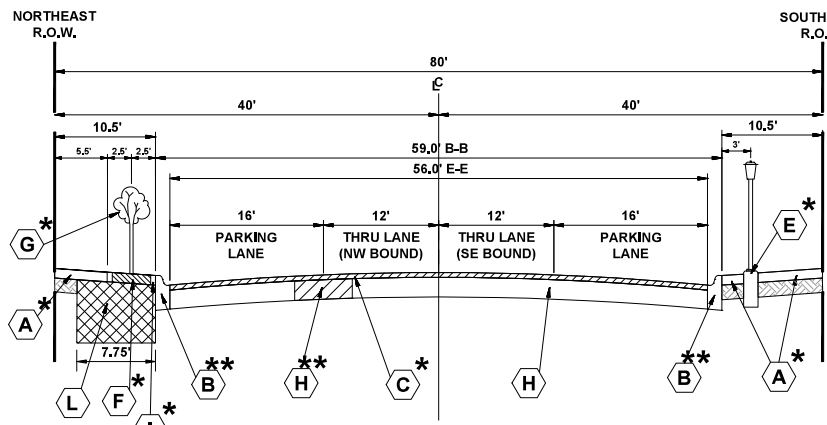 NORTHEAST
R.O.W.
SOUTH
R.O.
80'
CL
40' 40'
10.5' 10.5'
5.5' 2.5' 2.5' 59.0' B-B 3'
56.0' E-E
16' 12' 12' 16'
PARKING
LANE
THRU LANE
(NW BOUND)
THRU LANE
(SE BOUND)
PARKING
LANE
G*
E*
A*
7.75'
L
F*
*
B**
H**
C*
H
B**
A*